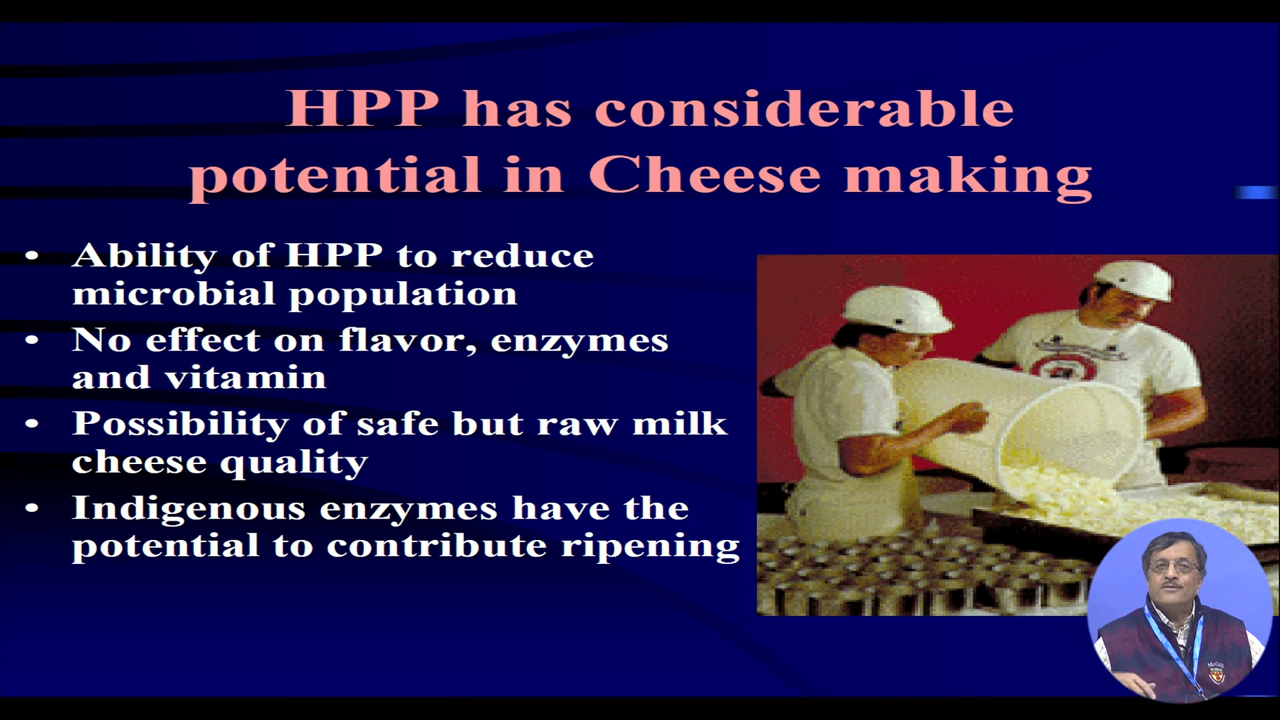 HPP has considerable
potential in Cheese making
• Ability of HPP to reduce
microbial population
• No effect on flavor, enzymes
and vitamin
• Possibility of safe but raw milk
cheese quality
• Indigenous enzymes have the
potential to contribute ripening
McGill